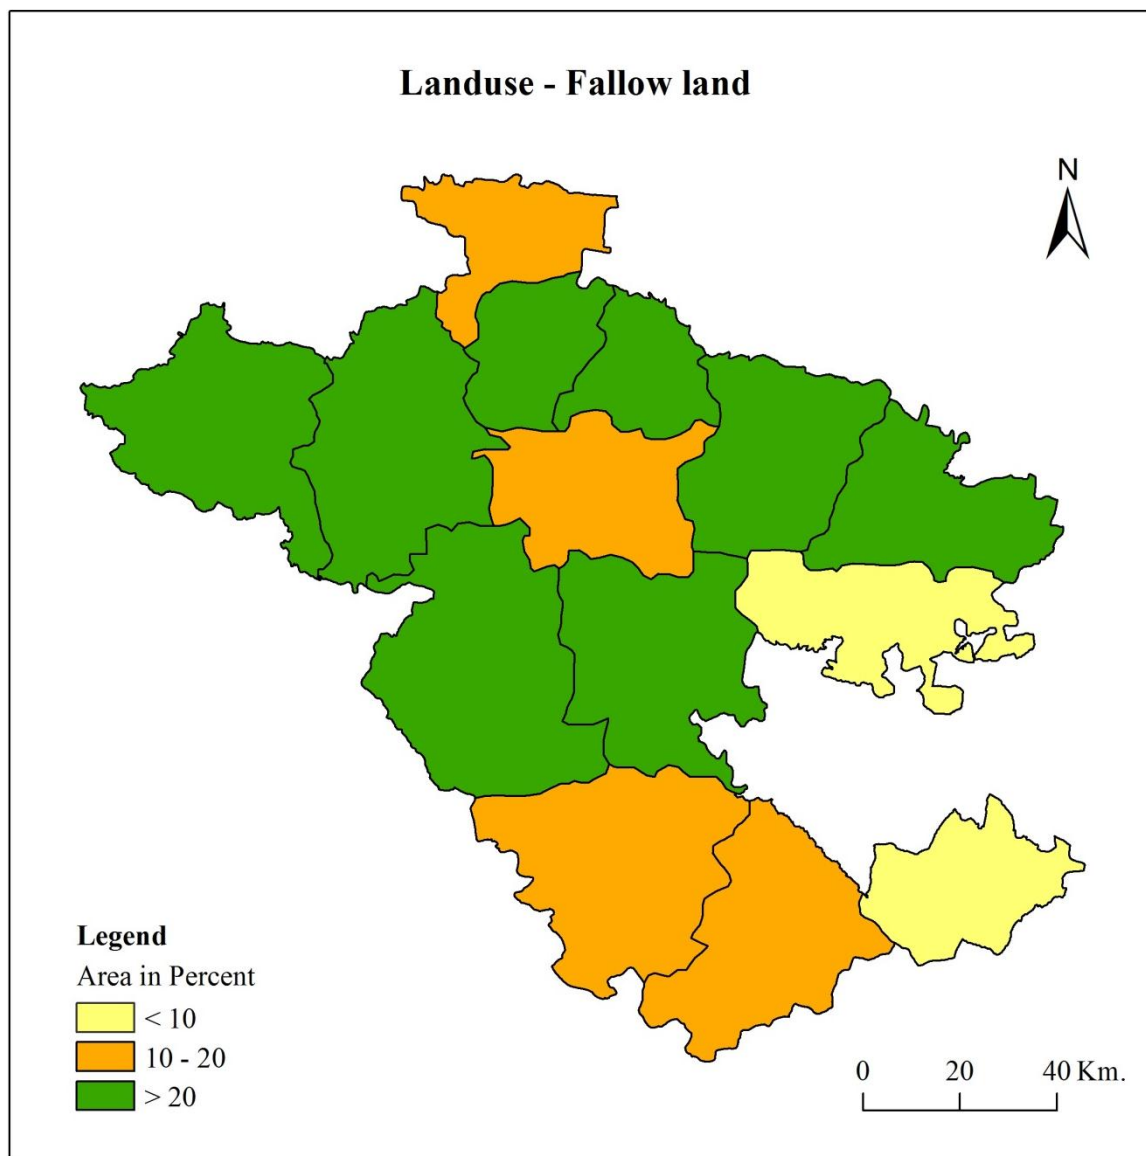 Landuse - Fallow land
N
Legend
Area in Percent
< 10
10 - 20
> 20
0 20 40 Km.